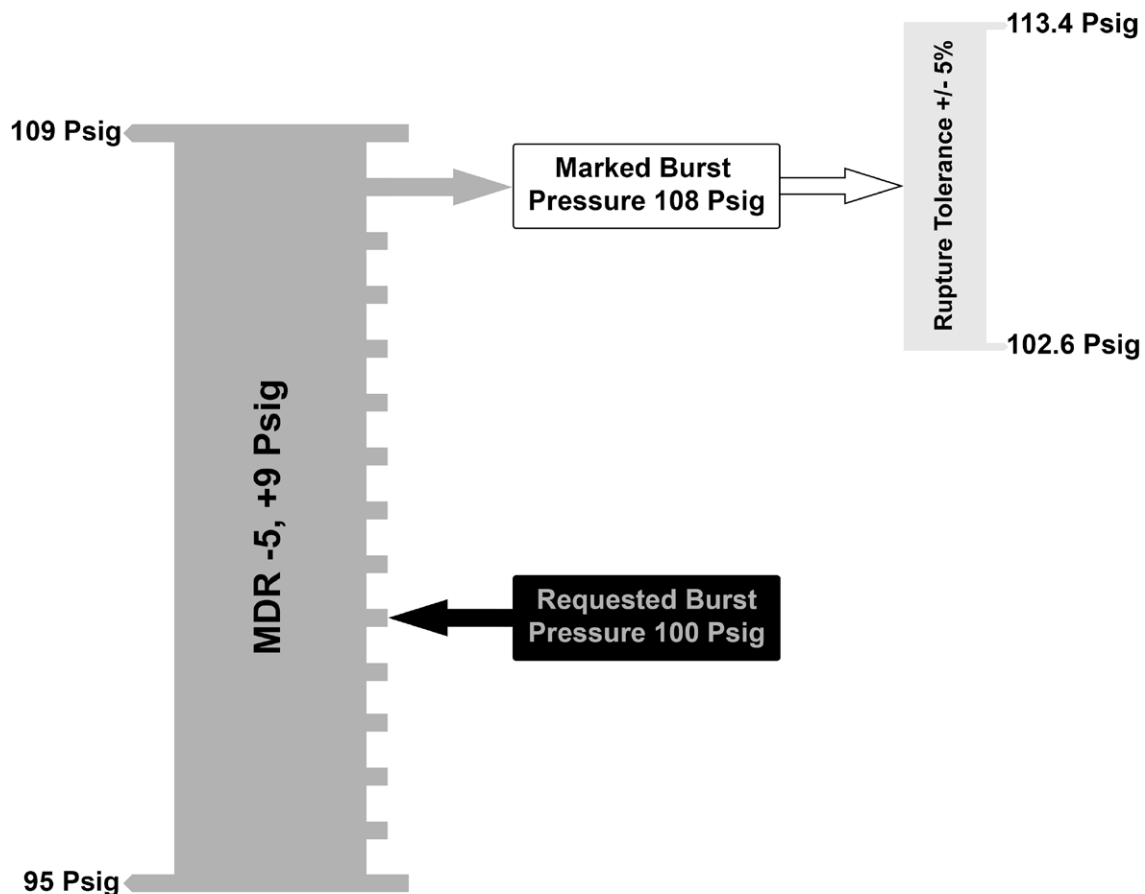 113.4 Psig
109 Psig
Marked Burst
Pressure 108 Psig
Rupture Tolerance +/- 5%
102.6 Psig
MDR -5, +9 Psig
Requested Burst
Pressure 100 Psig
95 Psig